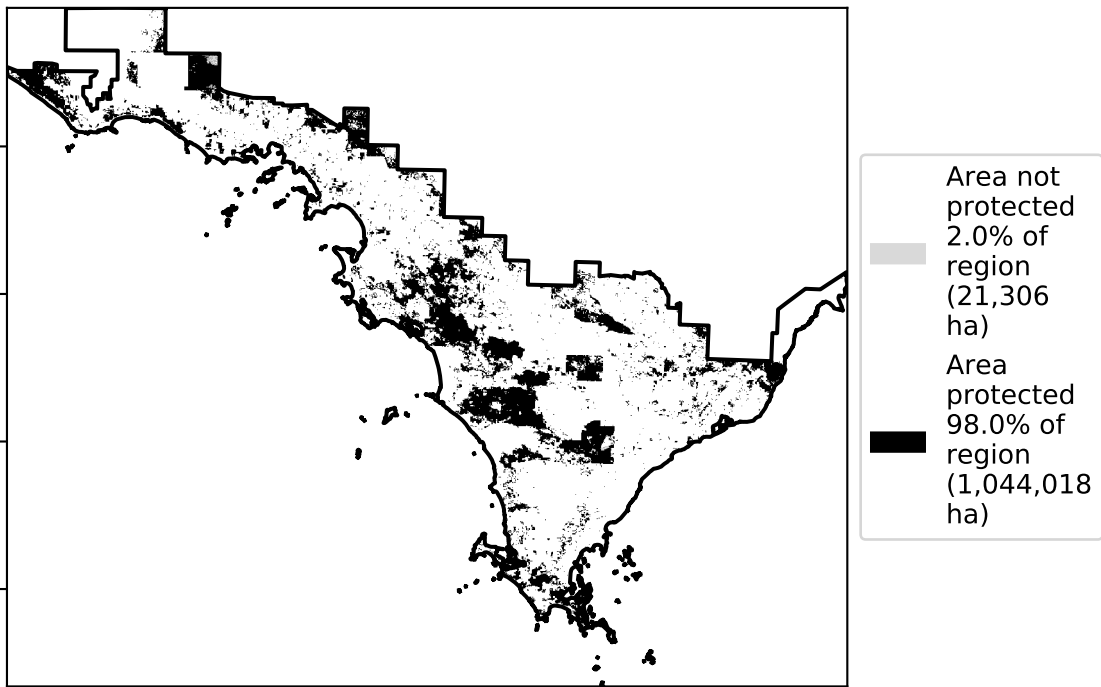 Area not
protected
2.0% of
region
(21,306
ha)
Area
protected
98.0% of
region
(1,044,018
ha)